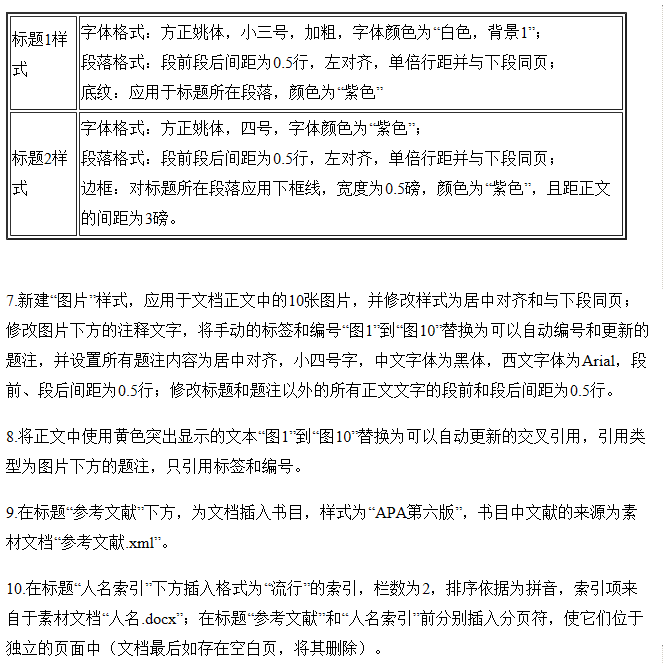 标题1样
式
字体格式：方正姚体，小三号，加粗，字体颜色为“白色，背景1”；
段落格式：段前段后间距为0.5行，左对齐，单倍行距并与下段同页；
底纹：应用于标题所在段落，颜色为“紫色”
标题2样
式
字体格式：方正姚体，四号，字体颜色为“紫色”；
段落格式：段前段后间距为0.5行，左对齐，单倍行距并与下段同页；
边框：对标题所在段落应用下框线，宽度为0.5磅，颜色为“紫色”，且距正文
的间距为3磅。
7.新建“图片”样式，应用于文档正文中的10张图片，并修改样式为居中对齐和与下段同页；
修改图片下方的注释文字，将手动的标签和编号“图1”到“图10”替换为可以自动编号和更新的
题注，并设置所有题注内容为居中对齐，小四号字，中文字体为黑体，西文字体为Arial，段
前、段后间距为0.5行；修改标题和题注以外的所有正文文字的段前和段后间距为0.5行。
8.将正文中使用黄色突出显示的文本“图1”到“图10”替换为可以自动更新的交叉引用，引用类
型为图片下方的题注，只引用标签和编号。
9.在标题“参考文献”下方，为文档插入书目，样式为“APA第六版”，书目中文献的来源为素
材文档“参考文献.xml”。
10.在标题“人名索引”下方插入格式为“流行”的索引，栏数为2，排序依据为拼音，索引项来
自于素材文档“人名.docx”；在标题“参考文献”和“人名索引”前分别插入分页符，使它们位于
独立的页面中（文档最后如存在空白页，将其删除）。